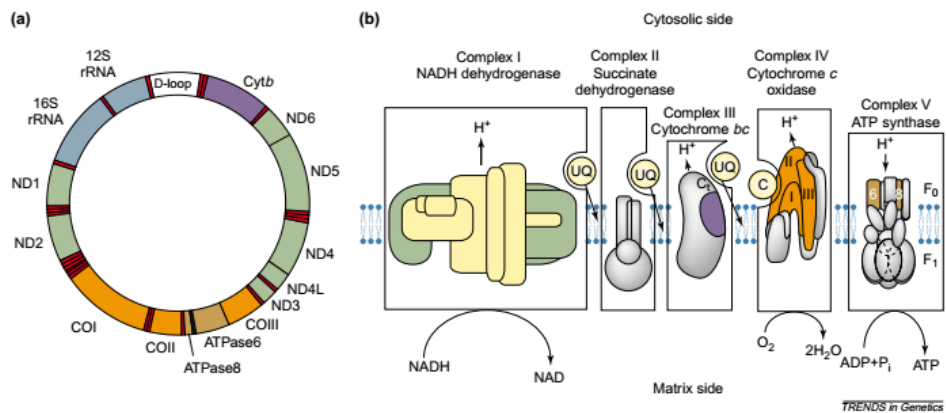 (a)
12S
rRNA
D-loop
Cytb
16S
rRNA
ND6
ND5
ND1
ND2
ND4
ND4L
ND3
COI
COIII
COII
ATPase6
ATPase8
(b)
Cytosolic side
Complex I
NADH dehydrogenase
Complex II
Succinate
dehydrogenase
Complex III
Cytochrome bc
Complex IV
Cytochrome c
oxidase
Complex V
ATP synthase
H+
UQ
UQ
H+
UQ
H+
H+
C
II
I
III
6
8
F0
F1
NADH
NAD
O2
2H2O
ADP+Pi
ATP
Matrix side
TRENDS in Genetics